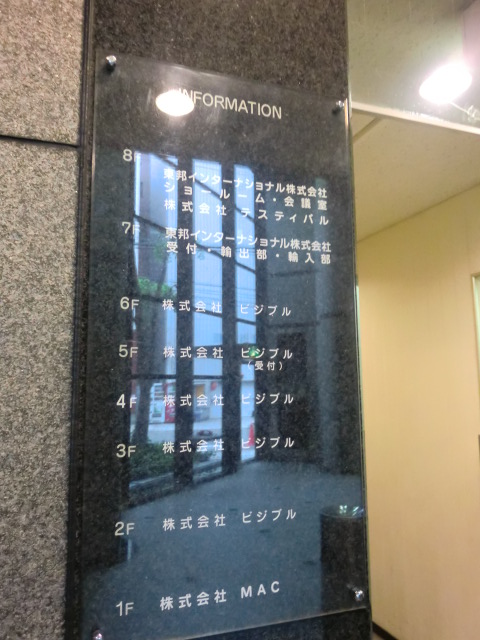 INFORMATION
8F 東邦インターナショナル株式会社
ショールーム・会議室
株式会社 テスティバル
7F 東邦インターナショナル株式会社
受付・輸出部・輸入部
6F 株式会社 ビジブル
5F 株式会社 ビジブル
(受付)
4F 株式会社 ビジブル
3F 株式会社 ビジブル
2F 株式会社 ビジブル
1F 株式会社 MAC